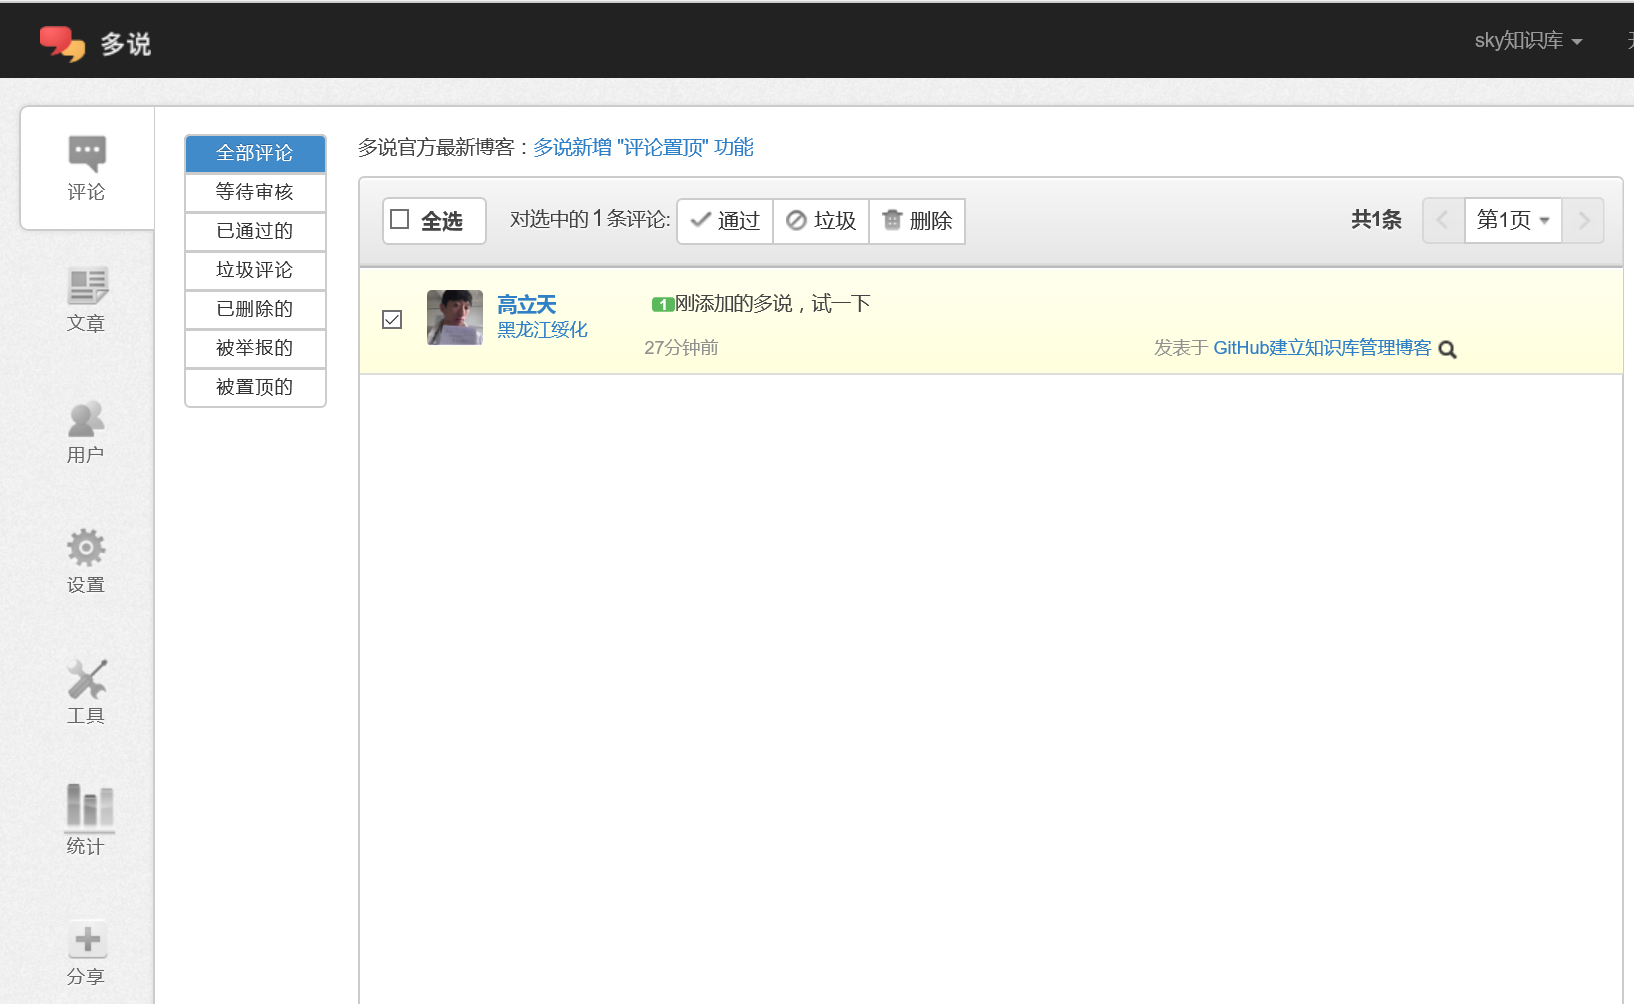 多说
sky知识库
评论
文章
用户
设置
工具
统计
分享
全部评论
等待审核
已通过的
垃圾评论
已删除的
被举报的
被置顶的
多说官方最新博客：多说新增 "评论置顶" 功能
全选 对选中的 1 条评论: 通过 垃圾 删除 共1条 第1页
高立天 1 刚添加的多说，试一下
黑龙江绥化
27分钟前 发表于 GitHub建立知识库管理博客